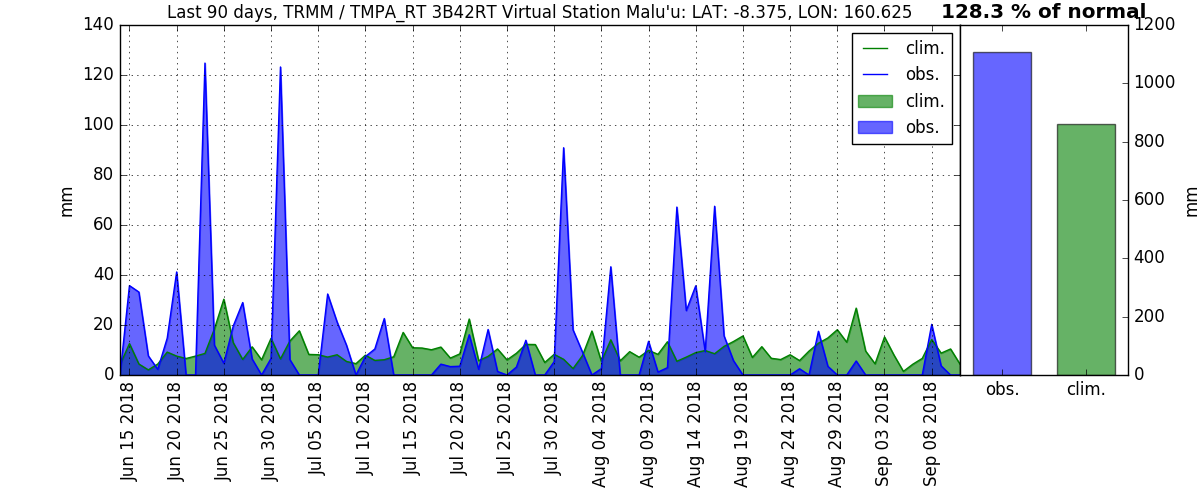 Last 90 days, TRMM / TMPA_RT 3B42RT Virtual Station Malu'u: LAT: -8.375, LON: 160.625
128.3 % of normal
140
120
100
80
60
40
20
0
mm
clim.
obs.
clim.
obs.
1200
1000
800
600
400
200
0
mm
Jun 15 2018
Jun 20 2018
Jun 25 2018
Jun 30 2018
Jul 05 2018
Jul 10 2018
Jul 15 2018
Jul 20 2018
Jul 25 2018
Jul 30 2018
Aug 04 2018
Aug 09 2018
Aug 14 2018
Aug 19 2018
Aug 24 2018
Aug 29 2018
Sep 03 2018
Sep 08 2018
obs.
clim.